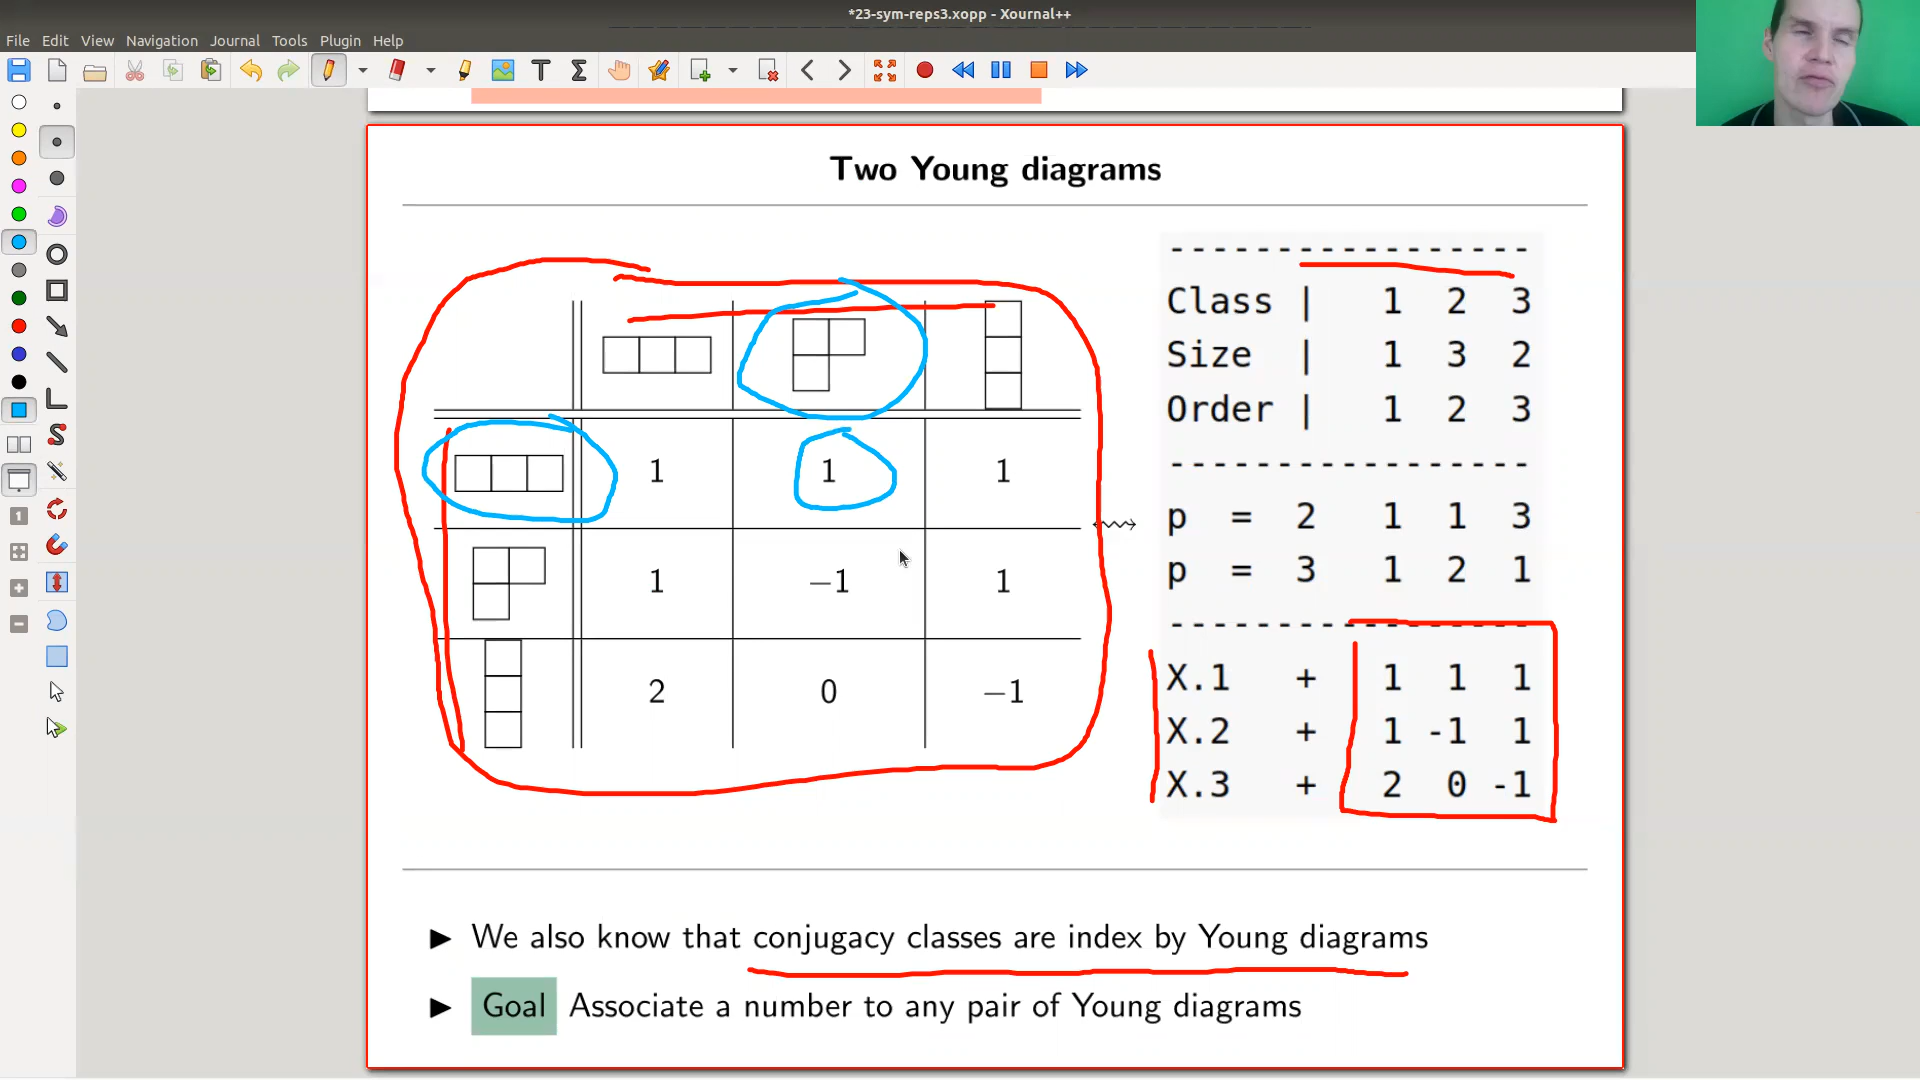 *23-sym-reps3.xopp - Xournal++
File Edit View Navigation Journal Tools Plugin Help
Two Young diagrams
1 1 1
1 −1 1
2 0 −1
-----------------
Class | 1 2 3
Size | 1 3 2
Order | 1 2 3
-----------------
p = 2 1 1 3
p = 3 1 2 1
-----------------
X.1 + 1 1 1
X.2 + 1 -1 1
X.3 + 2 0 -1
► We also know that conjugacy classes are index by Young diagrams
► Goal Associate a number to any pair of Young diagrams